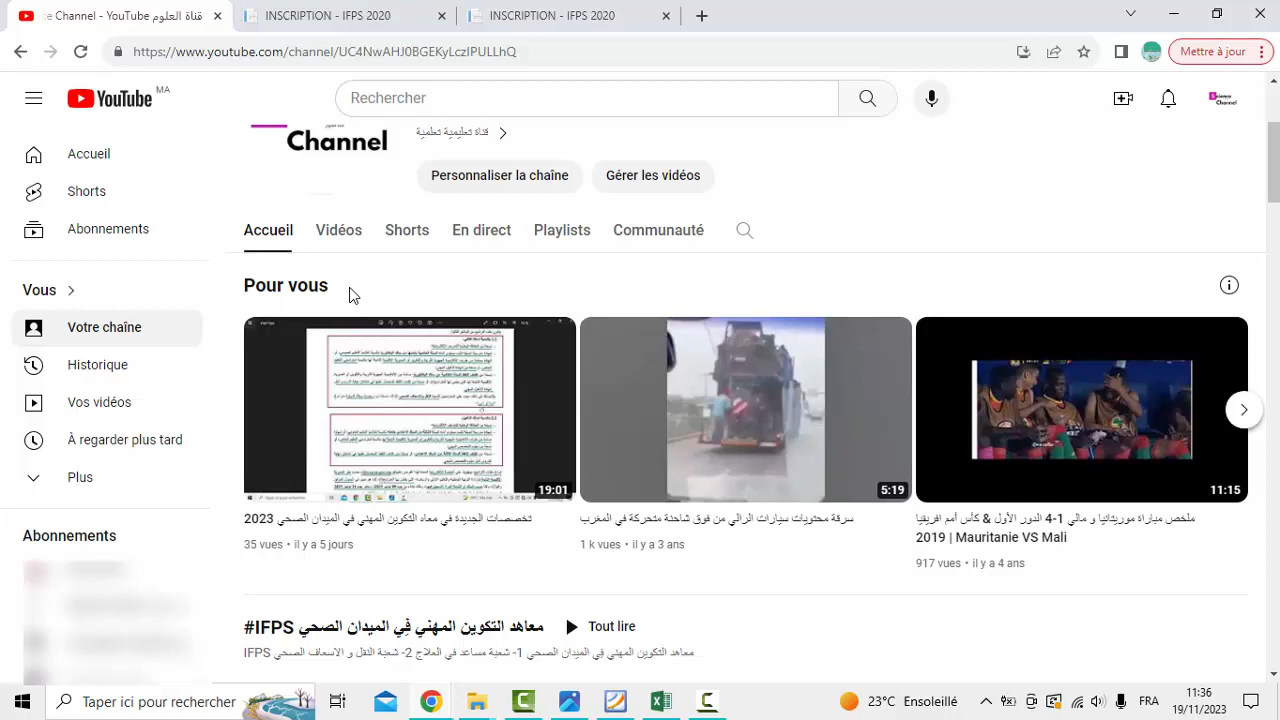 قناة العلوم YouTube - Chaîne
INSCRIPTION - IFPS 2020
INSCRIPTION - IFPS 2020
https://www.youtube.com/channel/UC4NwAHJ0BGEKyLczIPULLhQ
Mettre à jour
YouTube MA
Rechercher
Science Channel
Accueil
Shorts
Abonnements
Vous
Votre chaîne
Historique
Vos vidéos
À regarder plus tard
Plus
Abonnements
Channel
قناة تعليمية تعلمية
Personnaliser la chaîne
Gérer les vidéos
Accueil Vidéos Shorts En direct Playlists Communauté
Pour vous
19:01
تخصصات الجديدة في معاه التكوين المهني في الميدان الصحي 2023
35 vues • il y a 5 jours
5:19
سرقة محتويات سيارات الرالي من فوق شاحنة متحركة في المغرب
1 k vues • il y a 3 ans
11:15
ملخص مباراة موريتانيا و مالي 1-4 الدور الأول & كأس أمم افريقيا
2019 | Mauritanie VS Mali
917 vues • il y a 4 ans
#IFPS معاهد التكوين المهني في الميدان الصحي
Tout lire
معاهد التكوين المهني في الميدان الصحي 1- شعبة مساعد في العلاج 2- شعبة النقل و الاسعاف الصحي IFPS
Taper ici pour rechercher
23°C Ensoleille
FRA
11:36
19/11/2023